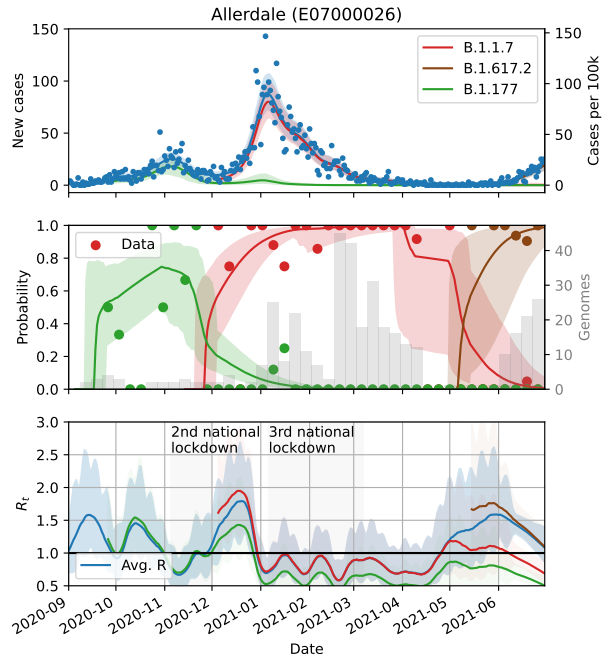 Allerdale (E07000026)
150
100
50
0
New cases
150
100
50
0
Cases per 100k
B.1.1.7
B.1.617.2
B.1.177
1.0
0.8
0.6
0.4
0.2
0.0
Probability
Data
40
30
20
10
0
Genomes
3.0
2.5
2.0
1.5
1.0
0.5
Rt
2nd national
lockdown
3rd national
lockdown
Avg. R
2020-09
2020-10
2020-11
2020-12
2021-01
2021-02
2021-03
2021-04
2021-05
2021-06
Date